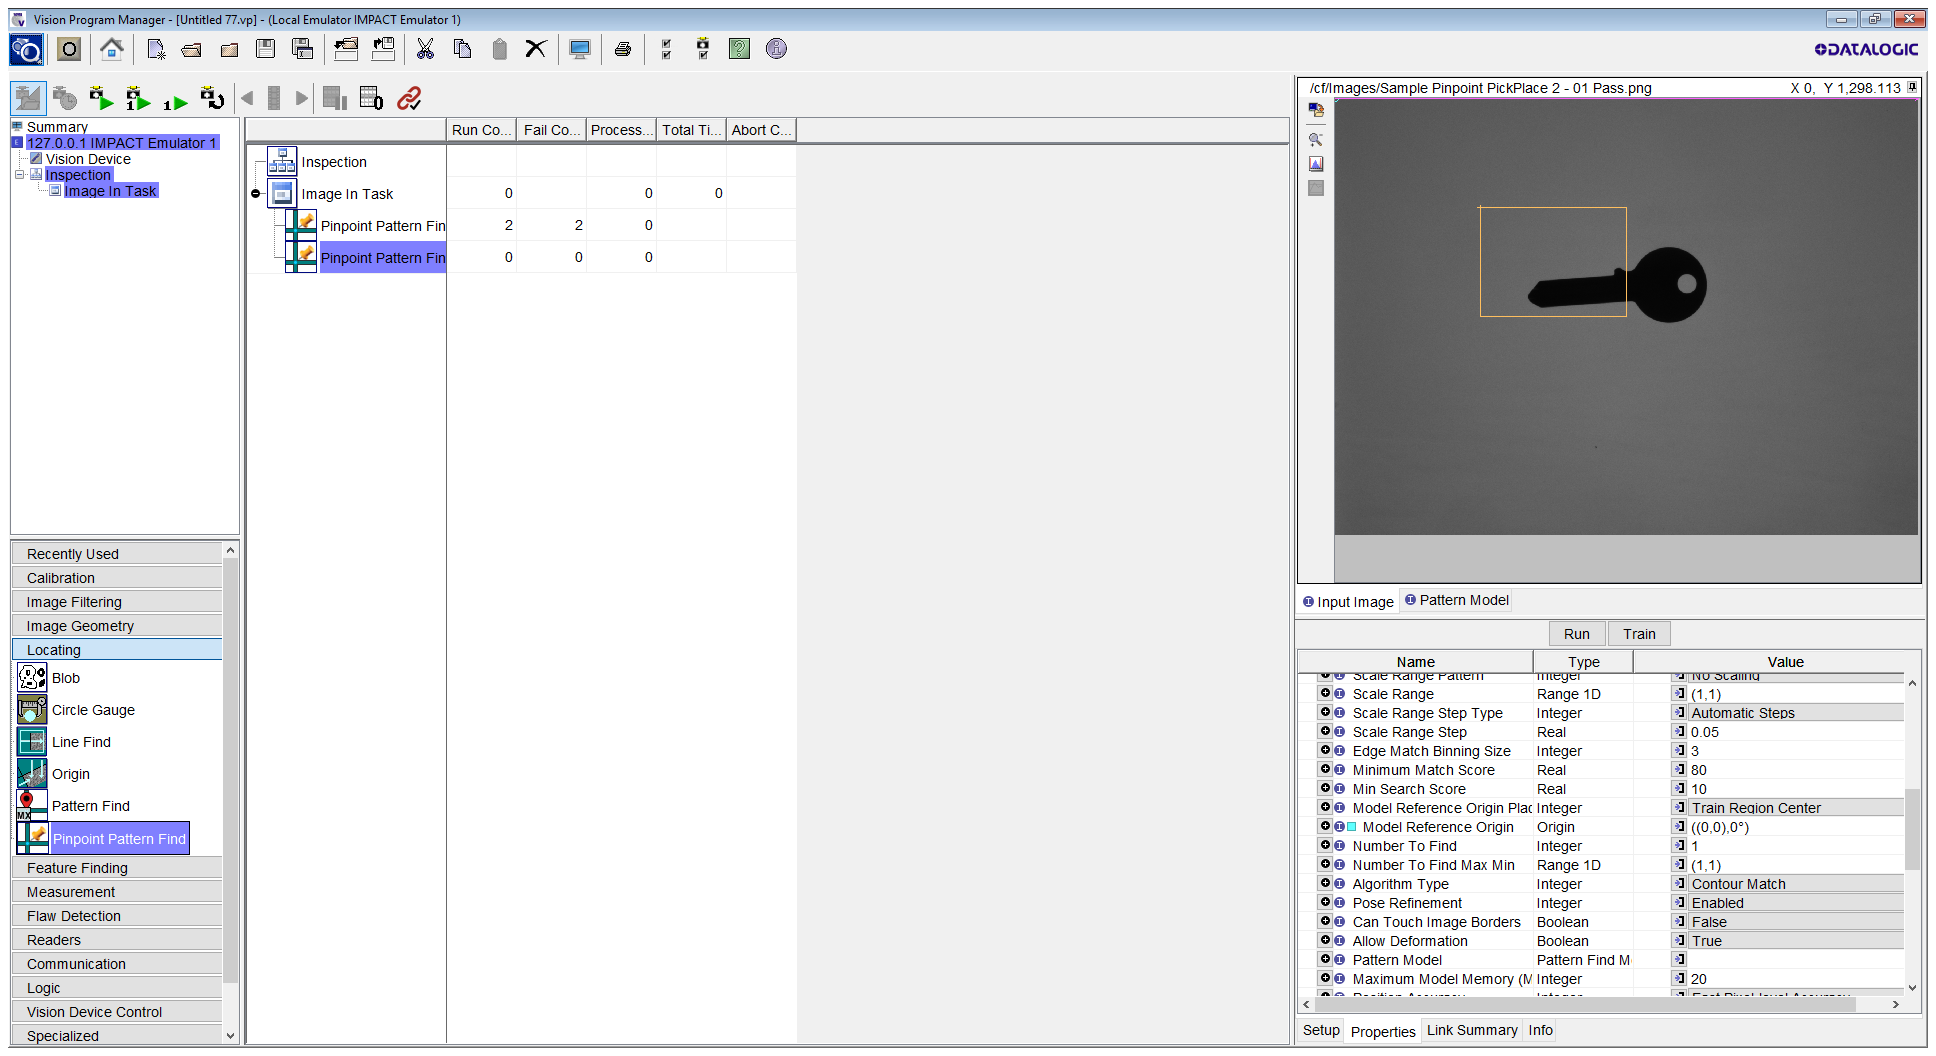 Vision Program Manager - [Untitled 77.vp] - (Local Emulator IMPACT Emulator 1)
DATALOGIC
Summary
127.0.0.1 IMPACT Emulator 1
Vision Device
Inspection
Image In Task
Run Co... Fail Co... Process... Total Ti... Abort C...
Inspection
Image In Task 0 0 0
Pinpoint Pattern Fin 2 2 0
Pinpoint Pattern Fin 0 0 0
Recently Used
Calibration
Image Filtering
Image Geometry
Locating
Blob
Circle Gauge
Line Find
Origin
Pattern Find
Pinpoint Pattern Find
Feature Finding
Measurement
Flaw Detection
Readers
Communication
Logic
Vision Device Control
Specialized
/cf/Images/Sample Pinpoint PickPlace 2 - 01 Pass.png X 0, Y 1,298.113
Input Image Pattern Model
Run Train
Name Type Value
Scale Range Pattern Integer No Scaling
Scale Range Range 1D (1,1)
Scale Range Step Type Integer Automatic Steps
Scale Range Step Real 0.05
Edge Match Binning Size Integer 3
Minimum Match Score Real 80
Min Search Score Real 10
Model Reference Origin Plac Integer Train Region Center
Model Reference Origin Origin ((0,0),0°)
Number To Find Integer 1
Number To Find Max Min Range 1D (1,1)
Algorithm Type Integer Contour Match
Pose Refinement Integer Enabled
Can Touch Image Borders Boolean False
Allow Deformation Boolean True
Pattern Model Pattern Find M
Maximum Model Memory (M Integer 20
Setup Properties Link Summary Info